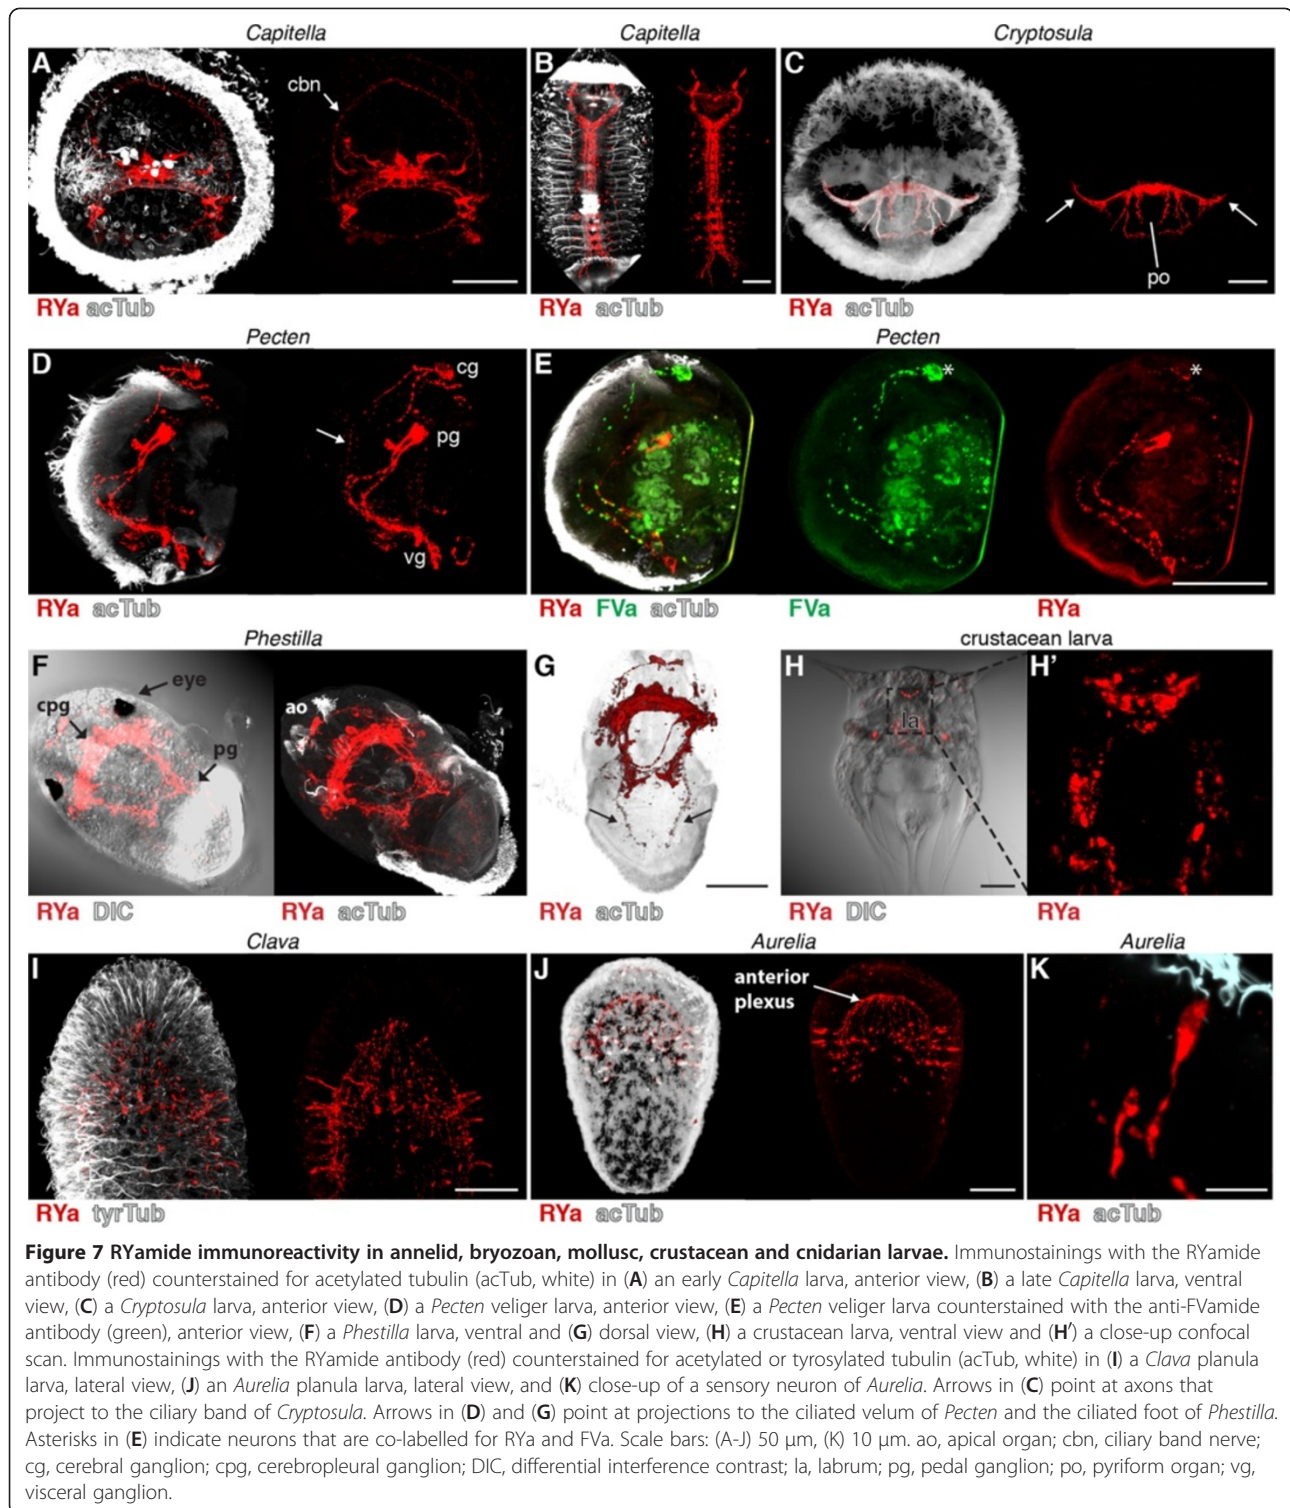 Capitella
Capitella
Cryptosula
A
cbn
B
C
po
RYa acTub
RYa acTub
RYa acTub
Pecten
Pecten
D
cg
pg
vg
E
*
*
RYa acTub
RYa FVa acTub
FVa
RYa
Phestilla
crustacean larva
F
eye
cpg
pg
ao
G
H
la
H'
RYa DIC
RYa acTub
RYa acTub
RYa DIC
RYa
Clava
Aurelia
Aurelia
I
J
anterior
plexus
K
RYa tyrTub
RYa acTub
RYa acTub
Figure 7 RYamide immunoreactivity in annelid, bryozoan, mollusc, crustacean and cnidarian larvae. Immunostainings with the RYamide
antibody (red) counterstained for acetylated tubulin (acTub, white) in (A) an early Capitella larva, anterior view, (B) a late Capitella larva, ventral
view, (C) a Cryptosula larva, anterior view, (D) a Pecten veliger larva, anterior view, (E) a Pecten veliger larva counterstained with the anti-FVamide
antibody (green), anterior view, (F) a Phestilla larva, ventral and (G) dorsal view, (H) a crustacean larva, ventral view and (H′) a close-up confocal
scan. Immunostainings with the RYamide antibody (red) counterstained for acetylated or tyrosylated tubulin (acTub, white) in (I) a Clava planula
larva, lateral view, (J) an Aurelia planula larva, lateral view, and (K) close-up of a sensory neuron of Aurelia. Arrows in (C) point at axons that
project to the ciliary band of Cryptosula. Arrows in (D) and (G) point at projections to the ciliated velum of Pecten and the ciliated foot of Phestilla.
Asterisks in (E) indicate neurons that are co-labelled for RYa and FVa. Scale bars: (A-J) 50 μm, (K) 10 μm. ao, apical organ; cbn, ciliary band nerve;
cg, cerebral ganglion; cpg, cerebropleural ganglion; DIC, differential interference contrast; la, labrum; pg, pedal ganglion; po, pyriform organ; vg,
visceral ganglion.